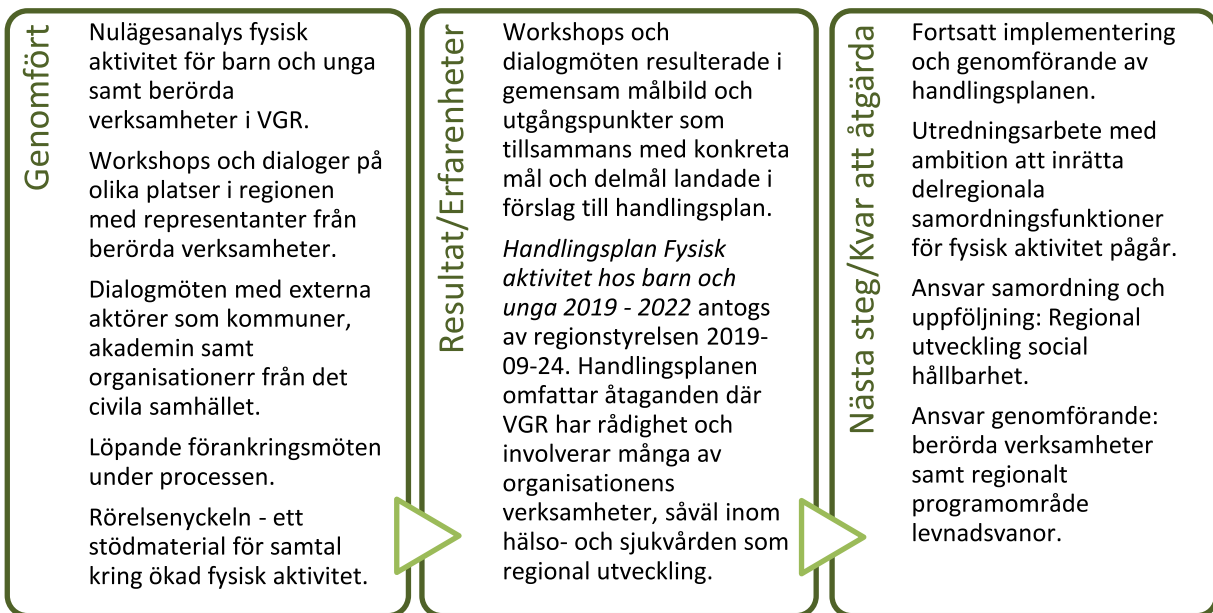 Genomfört
Nulägesanalys fysisk
aktivitet för barn och unga
samt berörda
verksamheter i VGR.
Workshops och dialoger på
olika platser i regionen
med representanter från
berörda verksamheter.
Dialogmöten med externa
aktörer som kommuner,
akademin samt
organisationerr från det
civila samhället.
Löpande förankringsmöten
under processen.
Rörelsenyckeln - ett
stödmaterial för samtal
kring ökad fysisk aktivitet.
Resultat/Erfarenheter
Workshops och
dialogmöten resulterade i
gemensam målbild och
utgångspunkter som
tillsammans med konkreta
mål och delmål landade i
förslag till handlingsplan.
Handlingsplan Fysisk
aktivitet hos barn och
unga 2019 - 2022 antogs
av regionstyrelsen 2019-
09-24. Handlingsplanen
omfattar åtaganden där
VGR har rådighet och
involverar många av
organisationens
verksamheter, såväl inom
hälso- och sjukvården som
regional utveckling.
Nästa steg/Kvar att åtgärda
Fortsatt implementering
och genomförande av
handlingsplanen.
Utredningsarbete med
ambition att inrätta
delregionala
samordningsfunktioner
för fysisk aktivitet pågår.
Ansvar samordning och
uppföljning: Regional
utveckling social
hållbarhet.
Ansvar genomförande:
berörda verksamheter
samt regionalt
programområde
levnadsvanor.